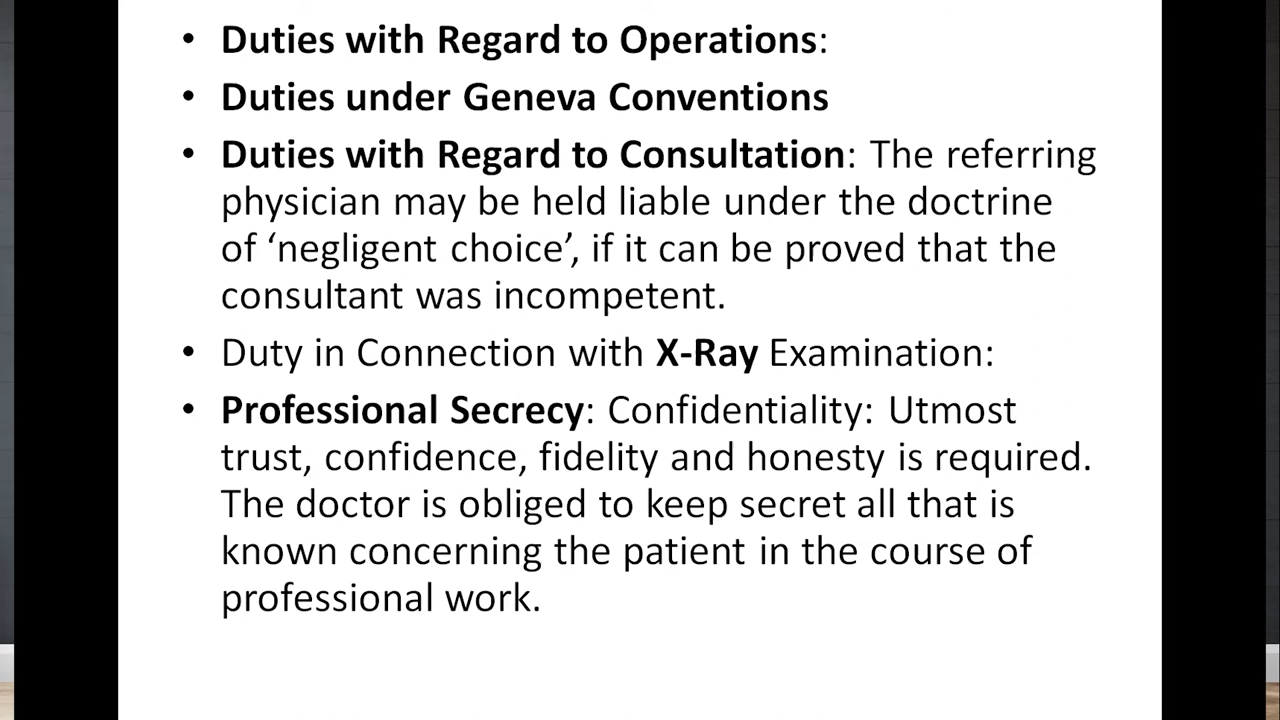 • Duties with Regard to Operations:
• Duties under Geneva Conventions
• Duties with Regard to Consultation: The referring
physician may be held liable under the doctrine
of ‘negligent choice’, if it can be proved that the
consultant was incompetent.
• Duty in Connection with X-Ray Examination:
• Professional Secrecy: Confidentiality: Utmost
trust, confidence, fidelity and honesty is required.
The doctor is obliged to keep secret all that is
known concerning the patient in the course of
professional work.